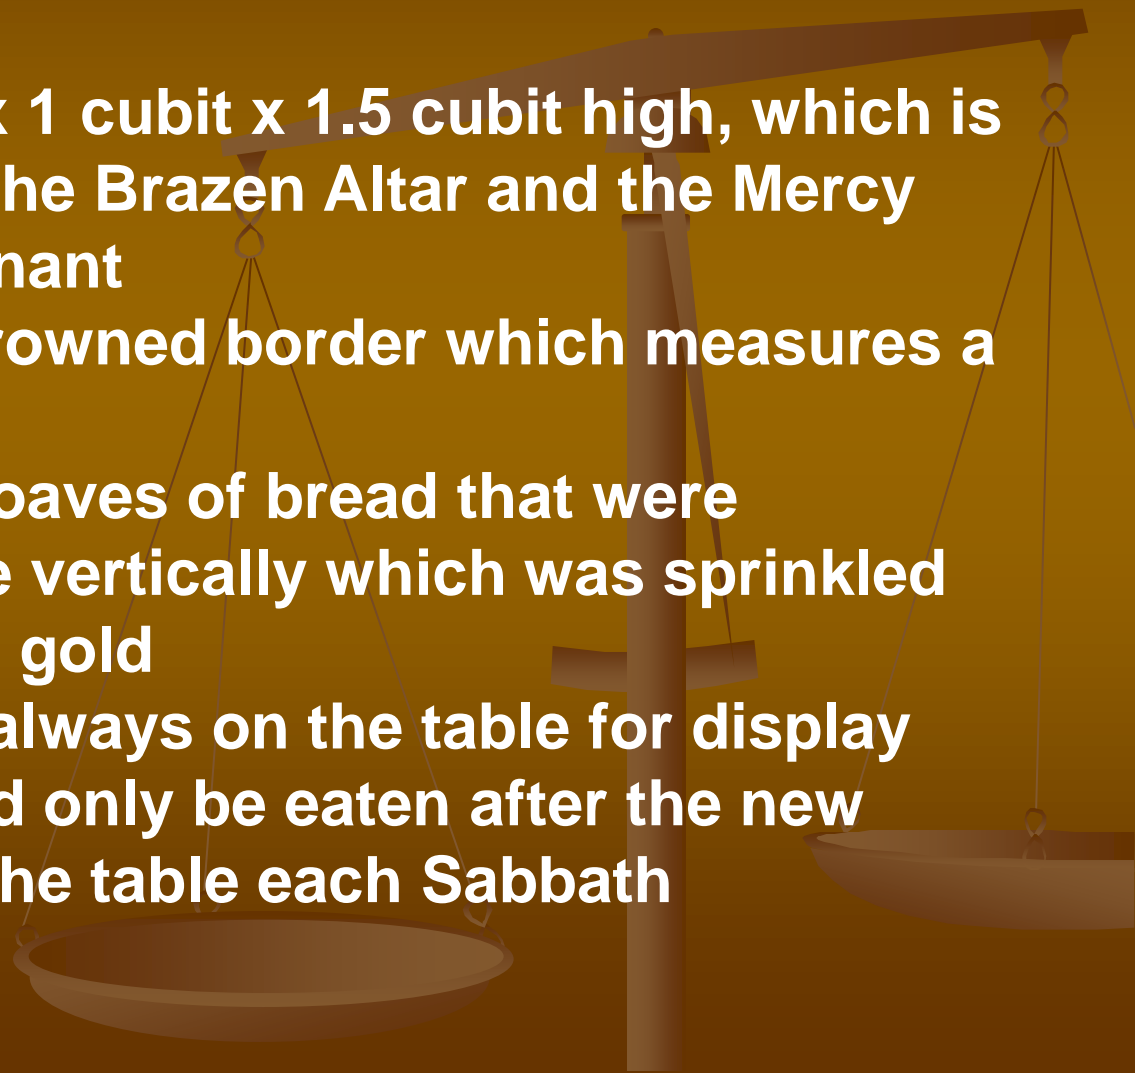 x 1 cubit x 1.5 cubit high, which is
he Brazen Altar and the Mercy
nant
rowned border which measures a
oaves of bread that were
e vertically which was sprinkled
gold
always on the table for display
d only be eaten after the new
he table each Sabbath